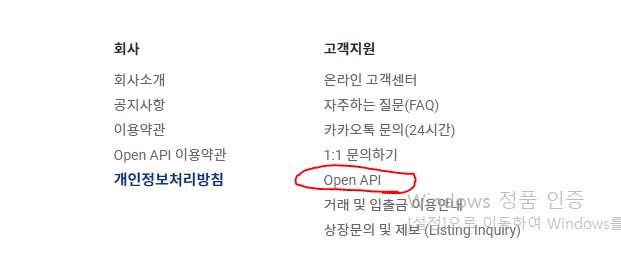 회사
회사소개
공지사항
이용약관
Open API 이용약관
개인정보처리방침
고객지원
온라인 고객센터
자주하는 질문(FAQ)
카카오톡 문의(24시간)
1:1 문의하기
Open API
거래 및 입출금 이용안내
상장문의 및 제보 (Listing Inquiry)
Windows 정품 인증
[설정]으로 이동하여 Windows를